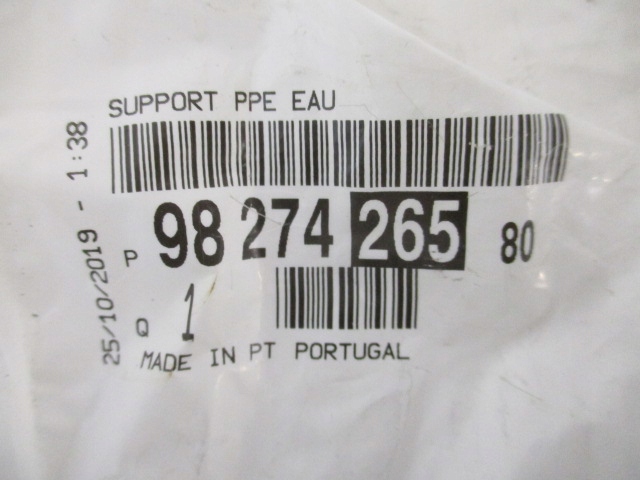 SUPPORT PPE EAU
P 98 274 265 80
Q 1
MADE IN PT PORTUGAL
25/10/2019 - 1:38